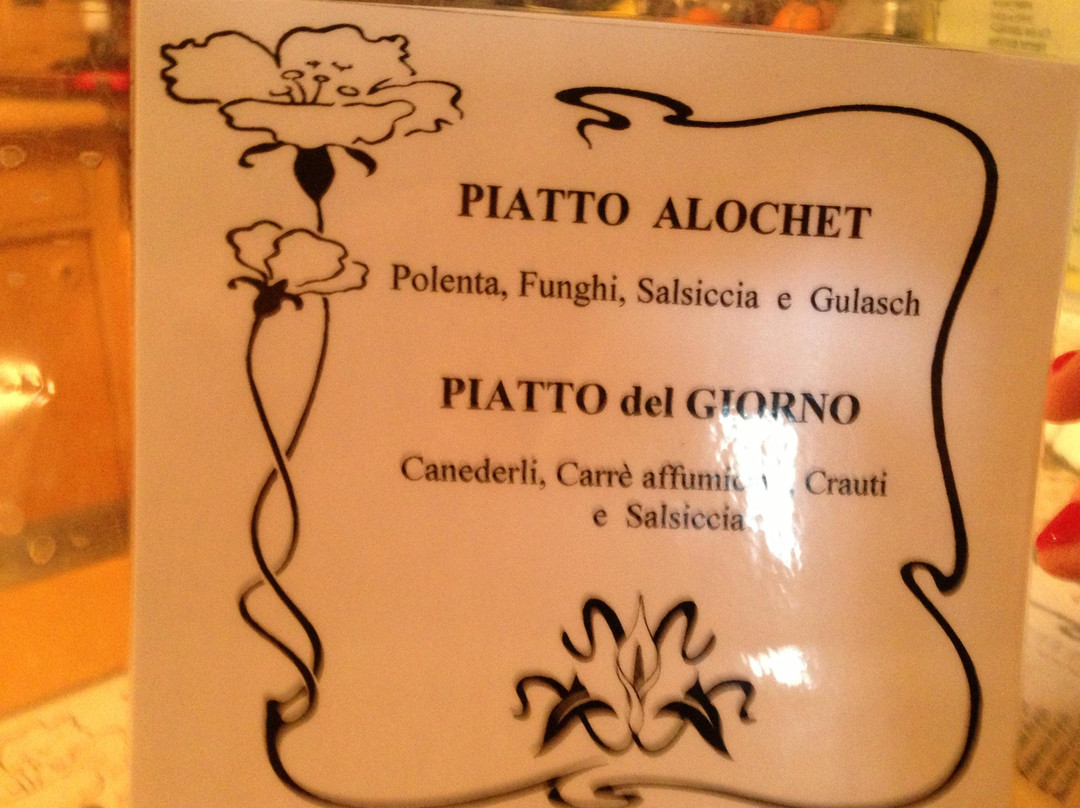 PIATTO ALOCHET
Polenta, Funghi, Salsiccia e Gulasch
PIATTO del GIORNO
Canederli, Carrè , Crauti
e Salsiccia